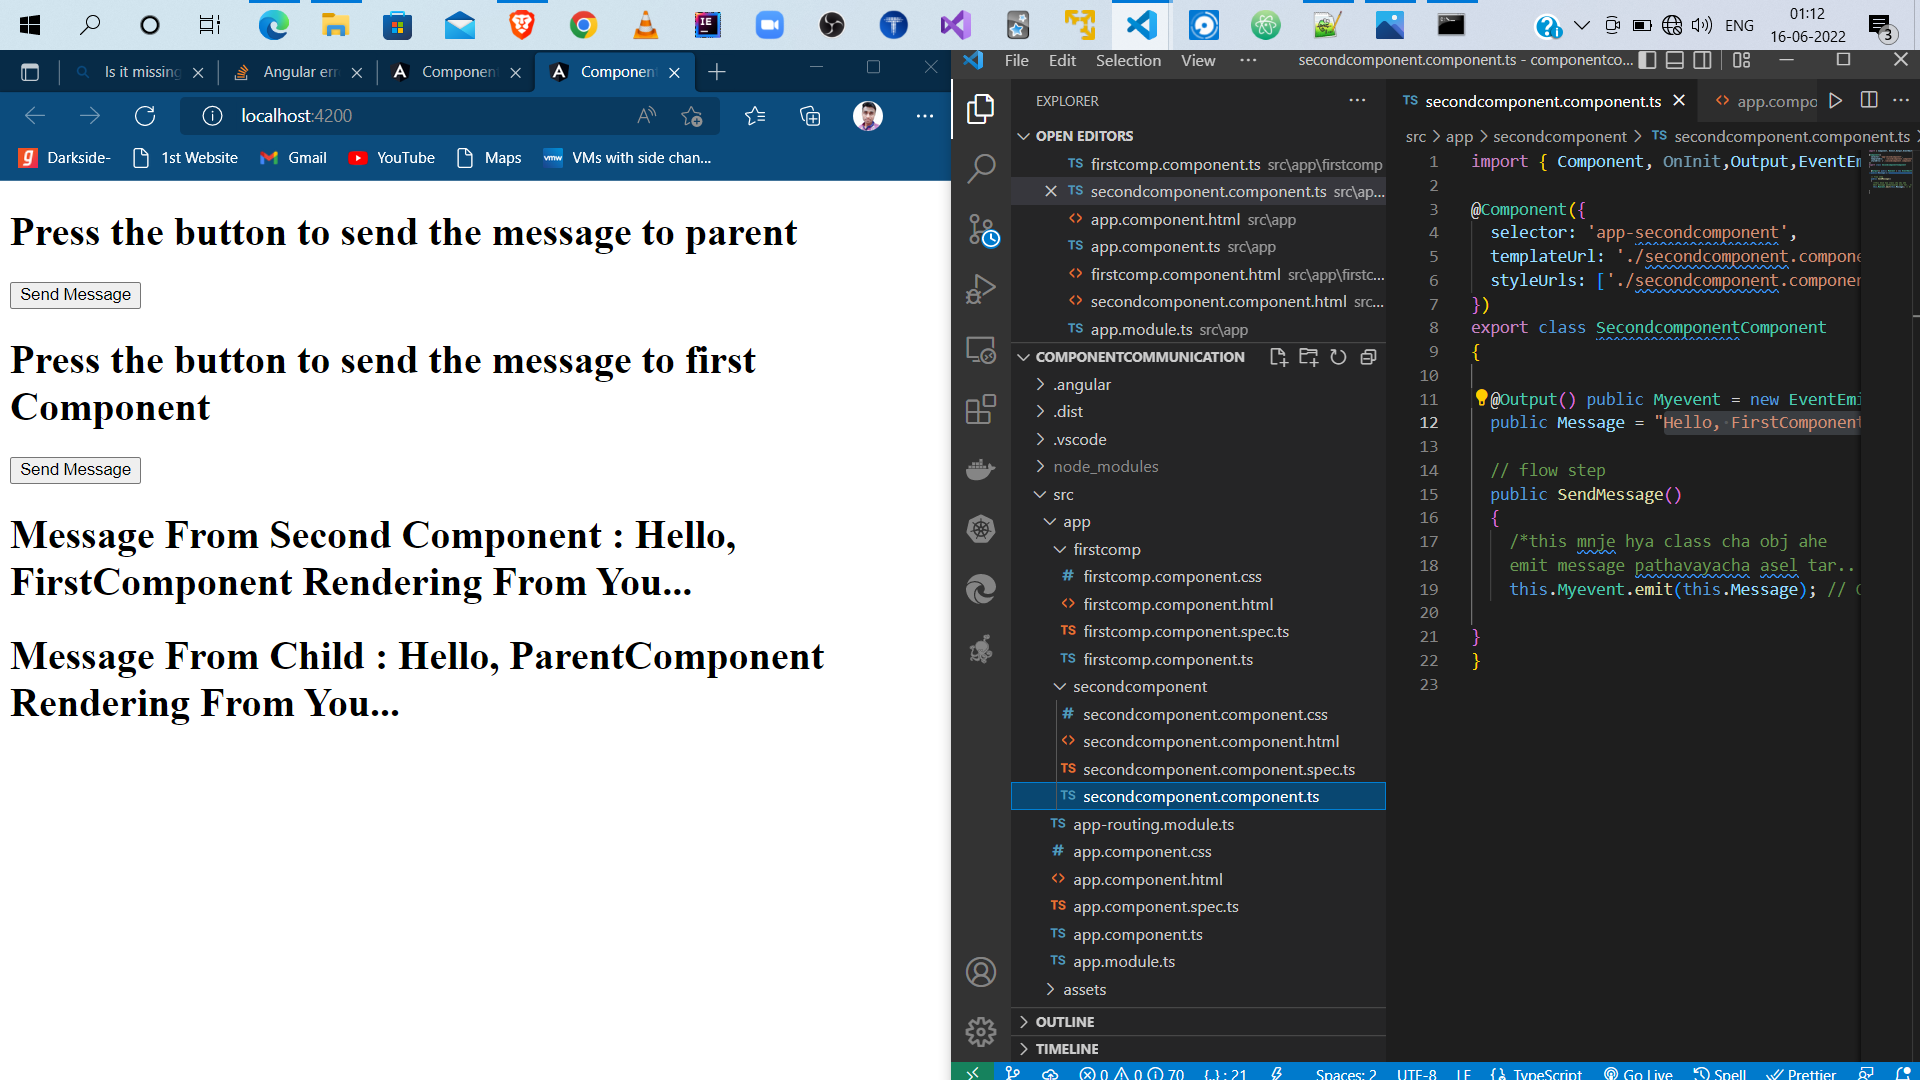 ENG
01:12
16-06-2022
3
Is it missing
Angular err
Component
Component
localhost:4200
Darkside-
1st Website
Gmail
YouTube
Maps
VMs with side chan...
Press the button to send the message to parent
Send Message
Press the button to send the message to first
Component
Send Message
Message From Second Component : Hello,
FirstComponent Rendering From You...
Message From Child : Hello, ParentComponent
Rendering From You...
File Edit Selection View ···
secondcomponent.component.ts - componentco...
EXPLORER
OPEN EDITORS
TS firstcomp.component.ts src\app\firstcomp
TS secondcomponent.component.ts src\ap...
<> app.component.html src\app
TS app.component.ts src\app
<> firstcomp.component.html src\app\firstc...
<> secondcomponent.component.html src...
TS app.module.ts src\app
COMPONENTCOMMUNICATION
.angular
.dist
.vscode
node_modules
src
app
firstcomp
# firstcomp.component.css
<> firstcomp.component.html
TS firstcomp.component.spec.ts
TS firstcomp.component.ts
secondcomponent
# secondcomponent.component.css
<> secondcomponent.component.html
TS secondcomponent.component.spec.ts
TS secondcomponent.component.ts
TS app-routing.module.ts
# app.component.css
<> app.component.html
TS app.component.spec.ts
TS app.component.ts
TS app.module.ts
assets
OUTLINE
TIMELINE
TS secondcomponent.component.ts
<> app.compo
src > app > secondcomponent > TS secondcomponent.component.ts >
1 import { Component, OnInit,Output,EventEm
2
3 @Component({
4 selector: 'app-secondcomponent',
5 templateUrl: './secondcomponent.compone
6 styleUrls: ['./secondcomponent.componen
7 })
8 export class SecondcomponentComponent
9 {
10
11 @Output() public Myevent = new EventEmi
12 public Message = "Hello, FirstComponent
13
14 // flow step
15 public SendMessage()
16 {
17 /*this mnje hya class cha obj ahe
18 emit message pathavayacha asel tar..
19 this.Myevent.emit(this.Message); //
20
21 }
22 }
23
0 0 70
{..} : 21
Spaces: 2
UTF-8
LF
TypeScript
Go Live
Spell
Prettier